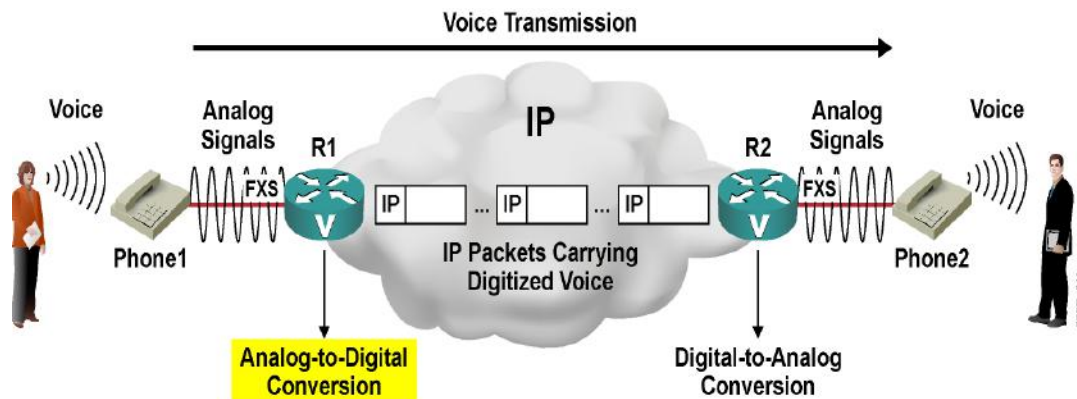 Voice Transmission
Voice
Analog
Signals
R1
IP
R2
Analog
Signals
Voice
FXS
IP
...
IP
...
IP
FXS
V
V
Phone1
IP Packets Carrying
Digitized Voice
Phone2
Analog-to-Digital
Conversion
Digital-to-Analog
Conversion